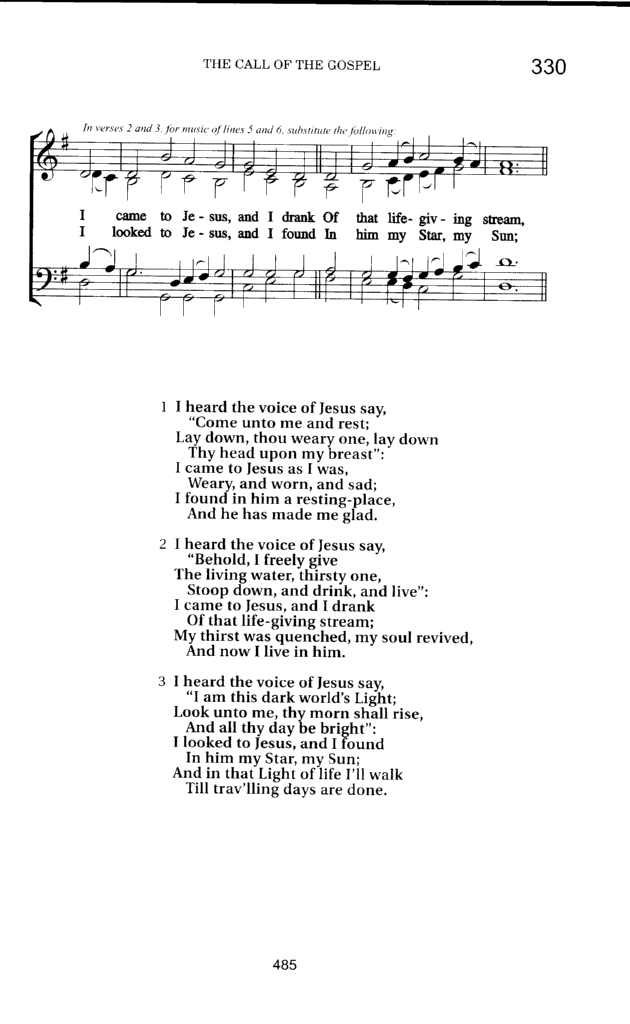 THE CALL OF THE GOSPEL
330
In verses 2 and 3, for music of lines 5 and 6, substitute the following:
I came to Je - sus, and I drank Of that life- giv - ing stream,
I looked to Je - sus, and I found In him my Star, my Sun;
1 I heard the voice of Jesus say,
“Come unto me and rest;
Lay down, thou weary one, lay down
Thy head upon my breast”:
I came to Jesus as I was,
Weary, and worn, and sad;
I found in him a resting-place,
And he has made me glad.
2 I heard the voice of Jesus say,
“Behold, I freely give
The living water, thirsty one,
Stoop down, and drink, and live”:
I came to Jesus, and I drank
Of that life-giving stream;
My thirst was quenched, my soul revived,
And now I live in him.
3 I heard the voice of Jesus say,
“I am this dark world’s Light;
Look unto me, thy morn shall rise,
And all thy day be bright”:
I looked to Jesus, and I found
In him my Star, my Sun;
And in that Light of life I’ll walk
Till trav’lling days are done.
485